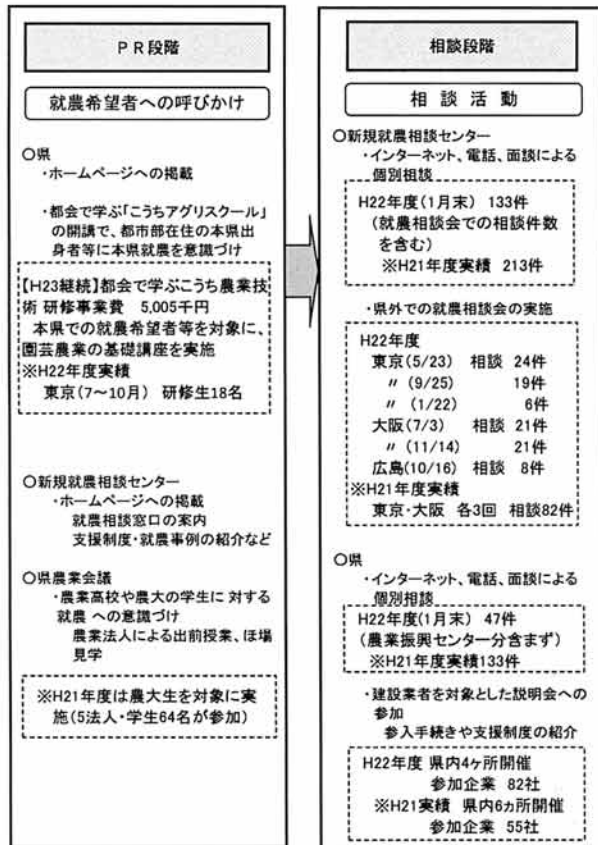 PR段階
就農希望者への呼びかけ
○県
・ホームページへの掲載
・都会で学ぶ「こうちアグリスクール」
の開講で、都市部在住の本県出
身者等に本県就農を意識づけ
【H23継続】都会で学ぶこうち農業技
術 研修事業費 5,005千円
本県での就農希望者等を対象に、
園芸農業の基礎講座を実施
※H22年度実績
東京(7～10月) 研修生18名
○新規就農相談センター
・ホームページへの掲載
就農相談窓口の案内
支援制度・就農事例の紹介など
○県農業会議
・農業高校や農大の学生に 対する
就農 への意識づけ
農業法人による出前授業、ほ場
見学
※H21年度は農大生を対象に実
施(5法人・学生64名が参加)
相談段階
相 談 活 動
○新規就農相談センター
・インターネット、電話、面談による
個別相談
H22年度(1月末) 133件
(就農相談会での相談件数
を含む)
※H21年度実績 213件
・県外での就農相談会の実施
H22年度
東京(5/23) 相談 24件
〃 (9/25) 19件
〃 (1/22) 6件
大阪(7/3) 相談 21件
〃 (11/14) 21件
広島(10/16) 相談 8件
※H21年度実績
東京・大阪 各3回 相談82件
○県
・インターネット、電話、面談による
個別相談
H22年度(1月末) 47件
(農業振興センター分含まず)
※H21年度実績133件
・建設業者を対象とした説明会への
参加
参入手続きや支援制度の紹介
H22年度 県内4ヶ所開催
参加企業 82社
※H21実績 県内6ヵ所開催
参加企業 55社